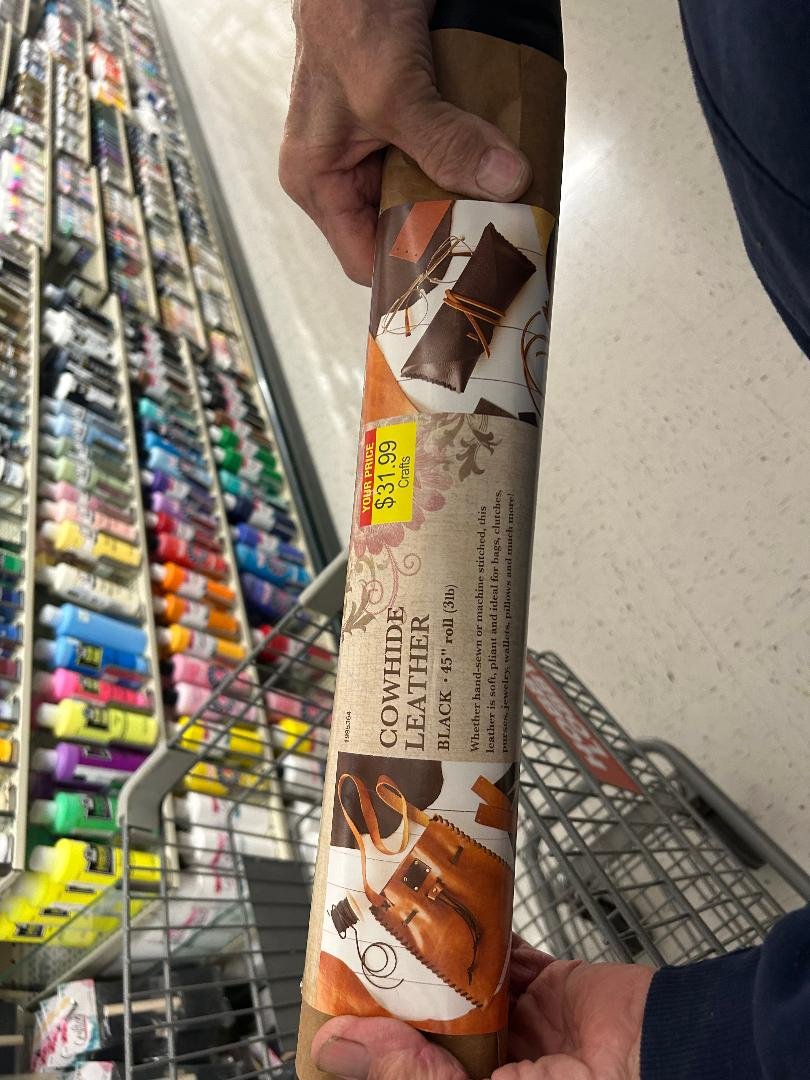 YOUR PRICE
$31.99
Crafts
COWHIDE
LEATHER
BLACK • 45" roll (3lb)
Whether hand-sewn or machine stitched, this
leather is soft, pliant and ideal for bags, clutches,
purses, jewelry, wallets, pillows and much more!